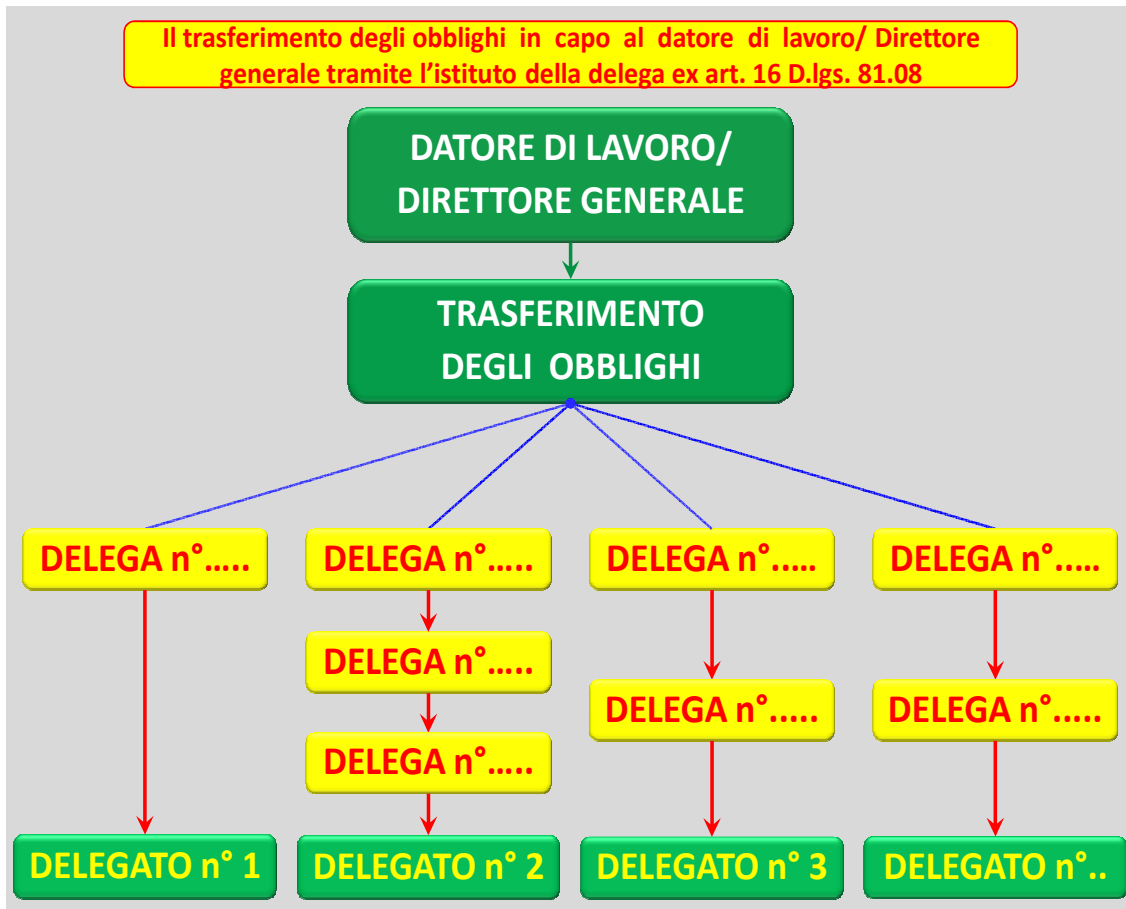 Il trasferimento degli obblighi in capo al datore di lavoro/ Direttore
generale tramite l'istituto della delega ex art. 16 D.lgs. 81.08
DATORE DI LAVORO/
DIRETTORE GENERALE
TRASFERIMENTO
DEGLI OBBLIGHI
DELEGA n°…..
DELEGA n°…..
DELEGA n°…..
DELEGA n°…..
DELEGA n°…..
DELEGA n°…..
DELEGA n°…..
DELEGA n°…..
DELEGATO n° 1
DELEGATO n° 2
DELEGATO n° 3
DELEGATO n°..